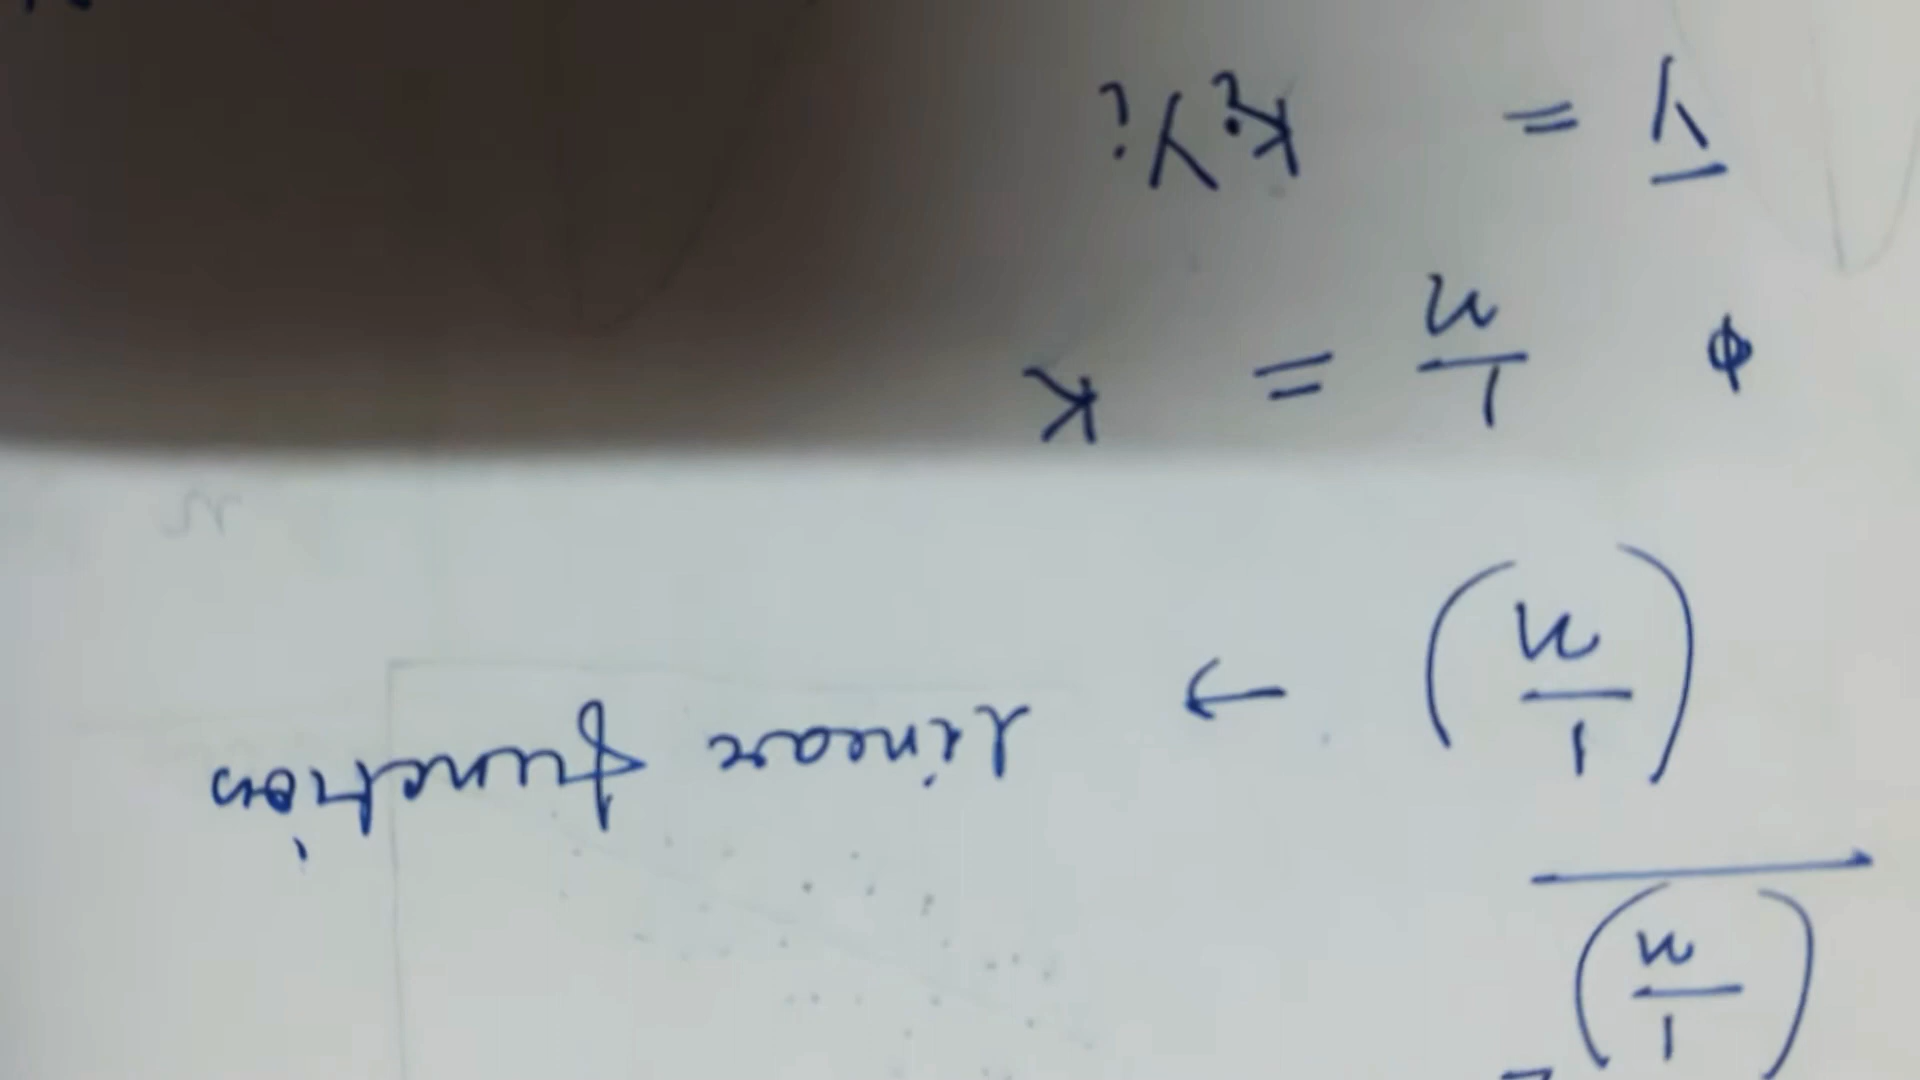 (1/n)
(1/n) → Linear function
1/n = K
Ȳ = KᵢYᵢ